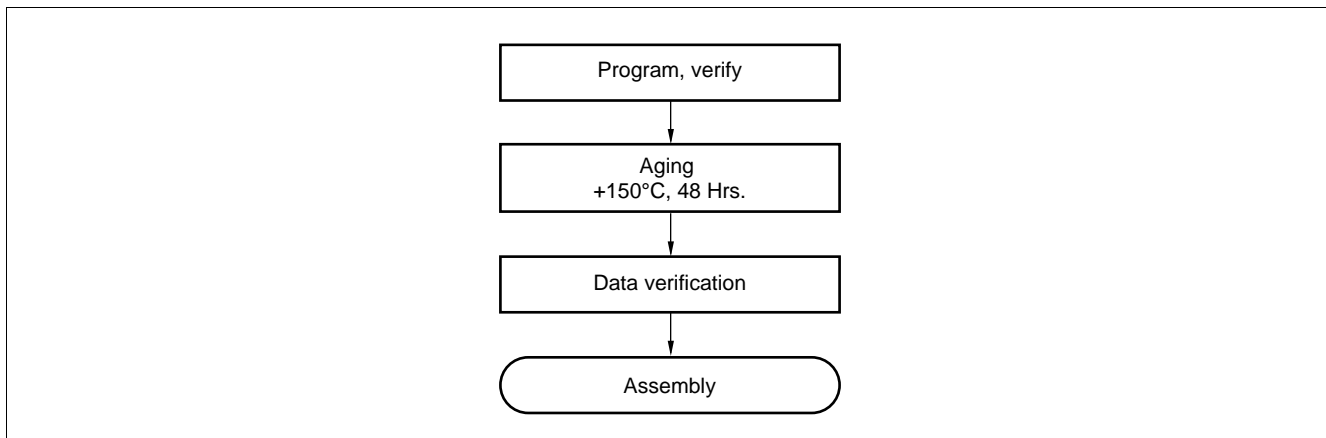 Program, verify
Aging
+150°C, 48 Hrs.
Data verification
Assembly